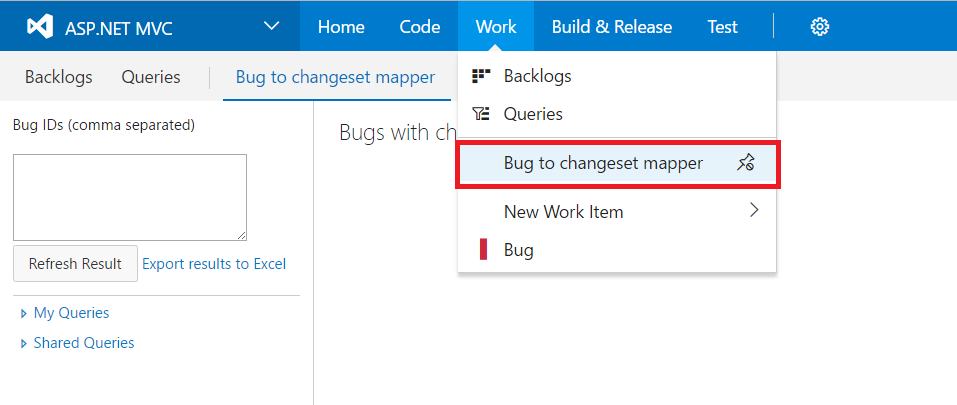 ASP.NET MVC Home Code Work Build & Release Test
Backlogs Queries Bug to changeset mapper
Backlogs
Queries
Bug to changeset mapper
New Work Item
Bug
Bug IDs (comma separated)
Refresh Result Export results to Excel
My Queries
Shared Queries
Bugs with ch